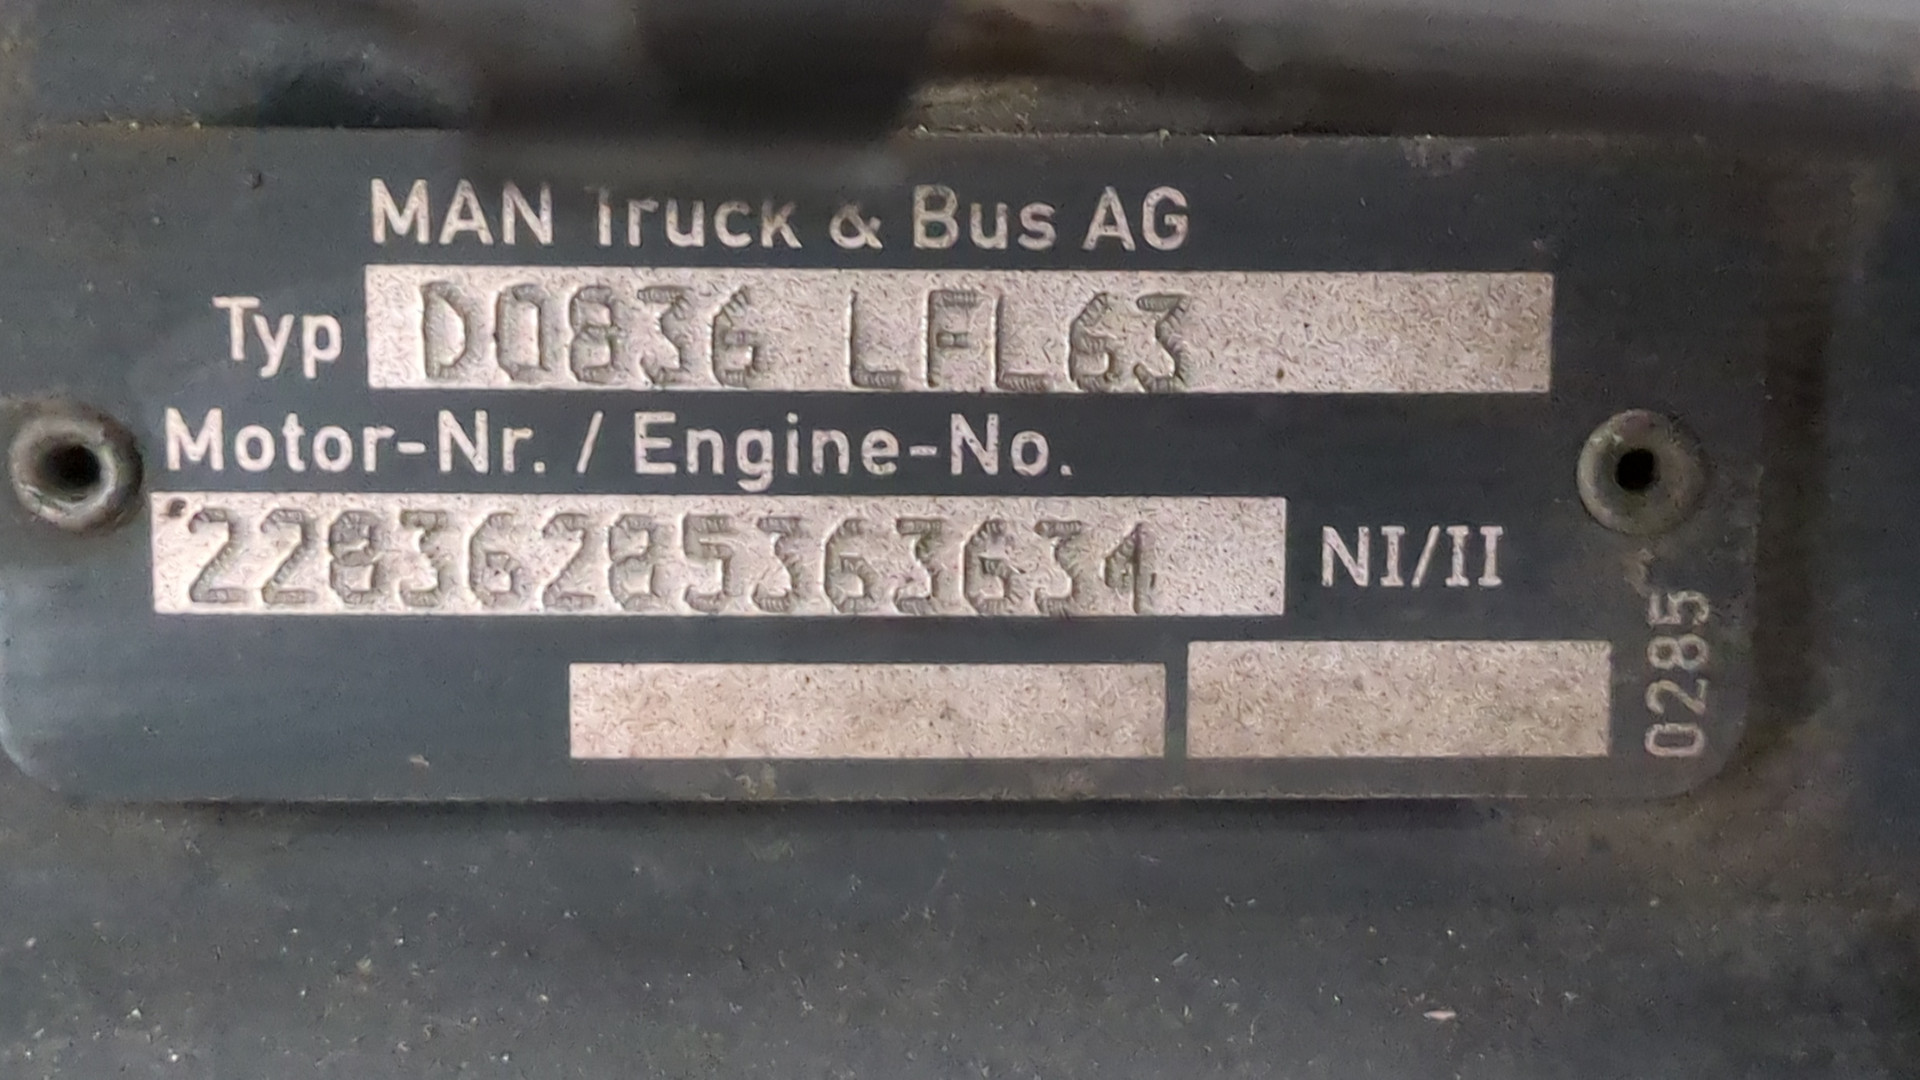 MAN Truck & Bus AG
Typ D0836 LFL63
Motor-Nr. / Engine-No.
22836285363634 NI/II
0285